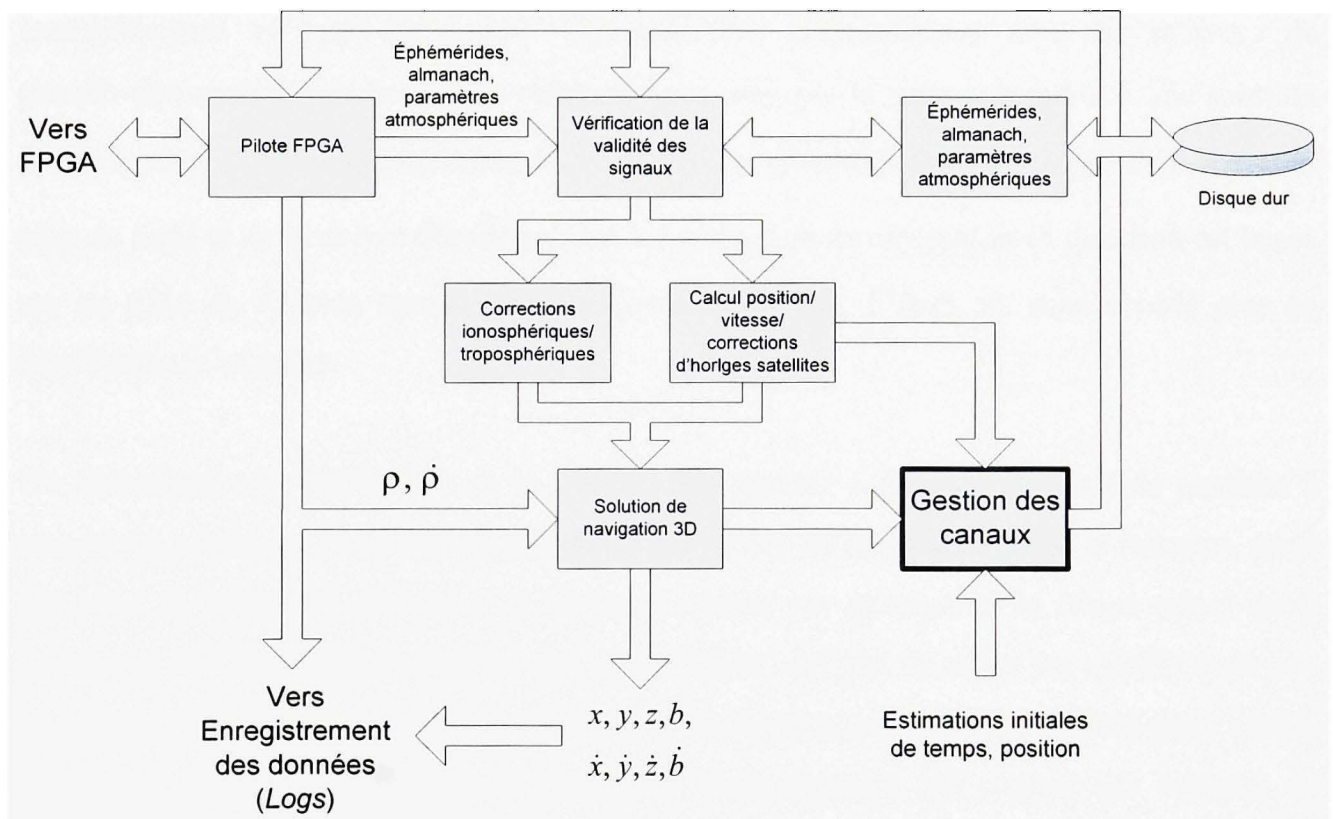 Éphémérides,
almanach,
paramètres
atmosphériques
Vers
FPGA
Pilote FPGA
Vérification de la
validité des
signaux
Éphémérides,
almanach,
paramètres
atmosphériques
Disque dur
Corrections
ionosphériques/
troposphériques
Calcul position/
vitesse/
corrections
d'horlges satellites
ρ, ρ̇
Solution de
navigation 3D
Gestion des
canaux
Vers
Enregistrement
des données
(Logs)
x, y, z, b,
ẋ, ẏ, ż, ḃ
Estimations initiales
de temps, position